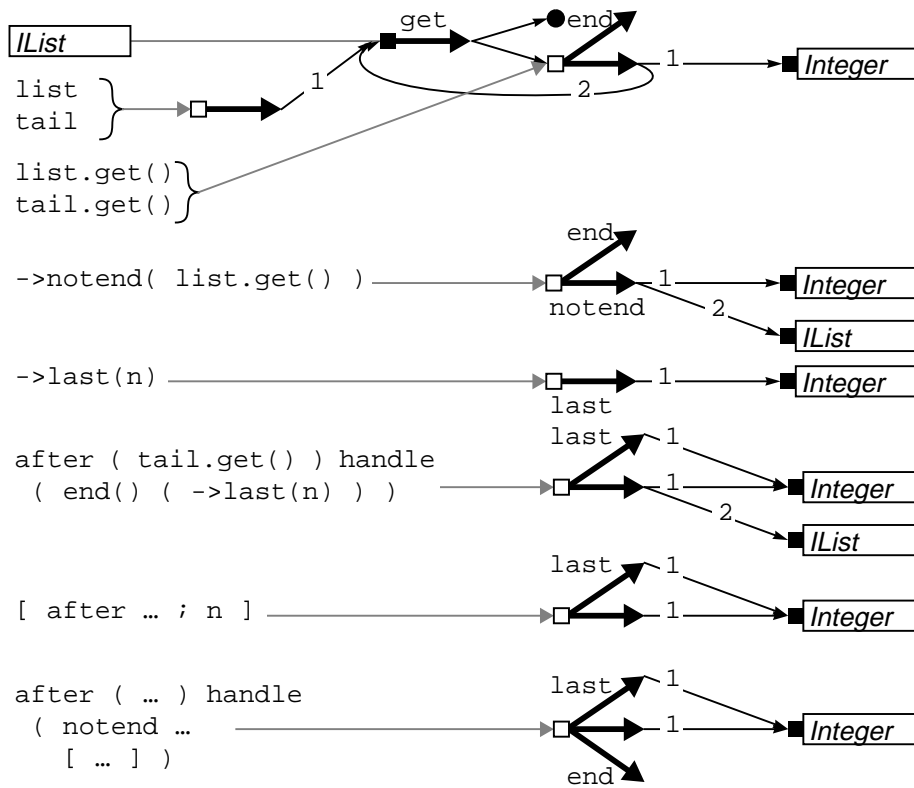 get
end
IList
1
1
Integer
list
2
tail
list.get()
tail.get()
end
->notend( list.get() )
1
Integer
notend
2
IList
->last(n)
1
Integer
last
last
1
after ( tail.get() ) handle
( end() ( ->last(n) ) )
1
Integer
2
IList
last
1
[ after … ; n ]
1
Integer
last
1
after ( … ) handle
( notend …
1
Integer
[ … ] )
end